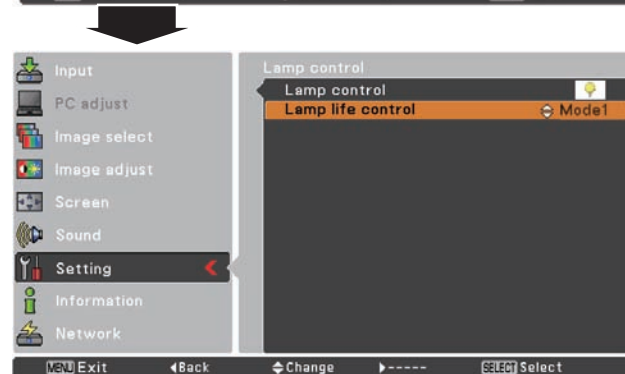 Input
PC adjust
Image select
Image adjust
Screen
Sound
Setting
Information
Network
Lamp control
Lamp control
Lamp life control Mode1
MENU Exit Back Change ----- SELECT Select